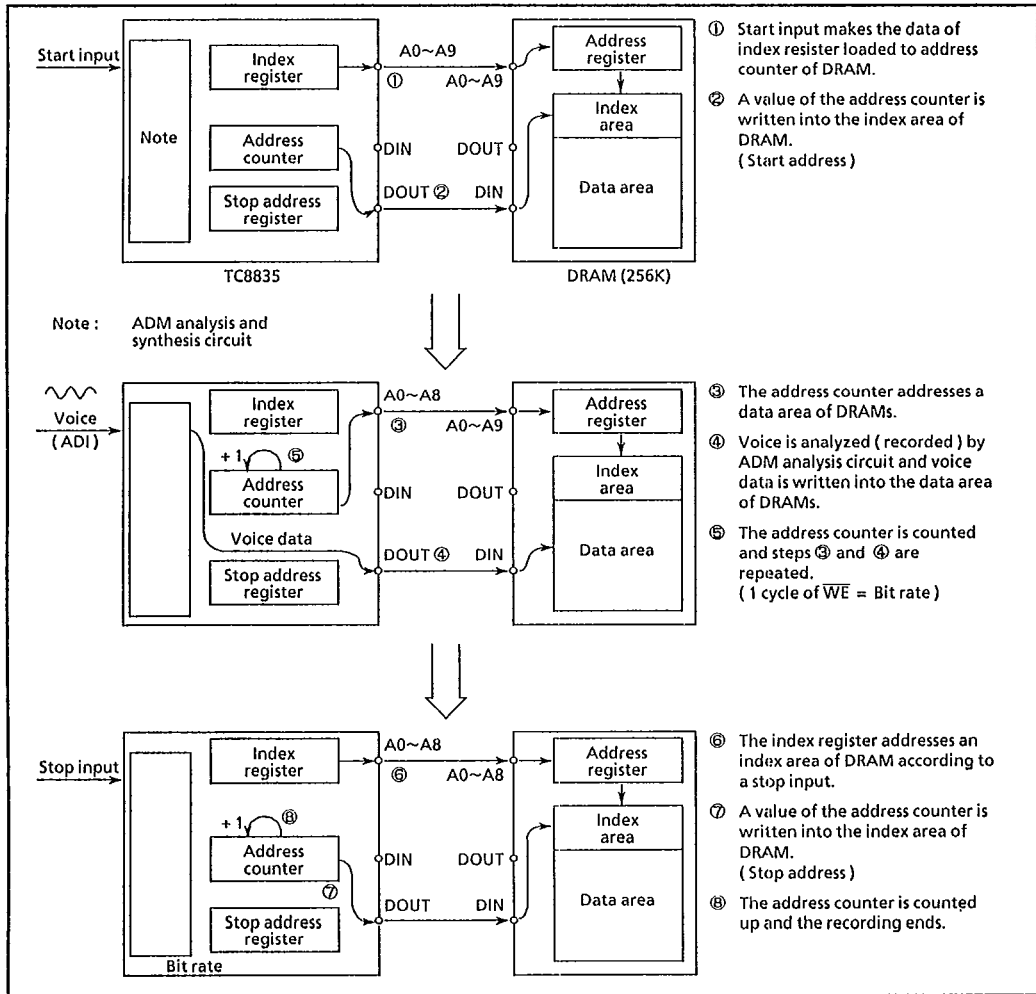 Start input
Index
register
A0~A9
①
A0~A9
Address
register
Note
Address
counter
DIN
DOUT
Index
area
Stop address
register
DOUT ②
DIN
Data area
TC8835
DRAM (256K)
① Start input makes the data of
index resister loaded to address
counter of DRAM.
② A value of the address counter is
written into the index area of
DRAM.
( Start address )
Note : ADM analysis and
synthesis circuit
Voice
( ADI )
Index
register
A0~A8
③
A0~A9
Address
register
+ 1
⑤
Address
counter
DIN
DOUT
Index
area
Voice data
Stop address
register
DOUT ④
DIN
Data area
③ The address counter addresses a
data area of DRAMs.
④ Voice is analyzed ( recorded ) by
ADM analysis circuit and voice
data is written into the data area
of DRAMs.
⑤ The address counter is counted
and steps ③ and ④ are
repeated.
( 1 cycle of W̅E̅ = Bit rate )
Stop input
Index
register
A0~A8
⑥
A0~A8
Address
register
+ 1
⑧
Address
counter
⑦
DIN
DOUT
Index
area
Stop address
register
DOUT
DIN
Data area
Bit rate
⑥ The index register addresses an
index area of DRAM according to
a stop input.
⑦ A value of the address counter is
written into the index area of
DRAM.
( Stop address )
⑧ The address counter is counted
up and the recording ends.